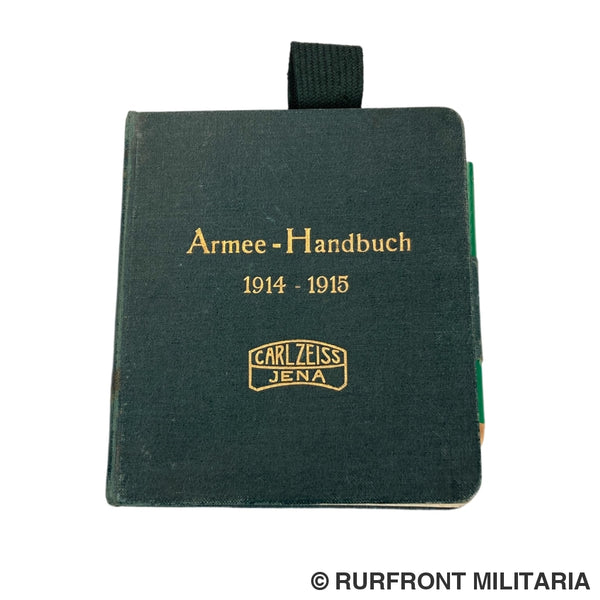 Armee-Handbuch
1914 - 1915
CARL ZEISS
JENA
© RURFRONT MILITARIA